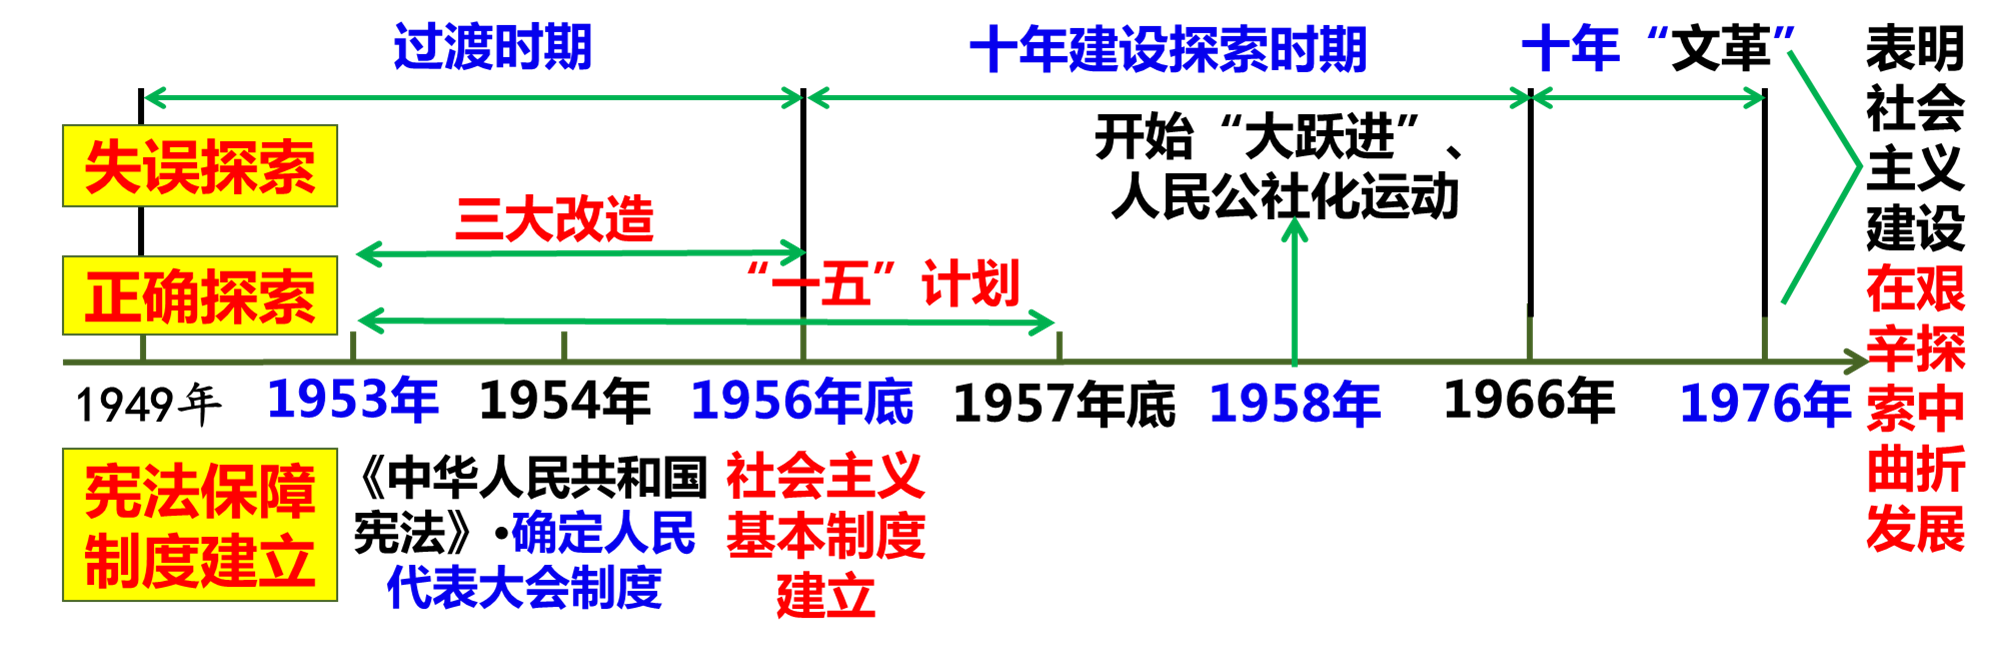 过渡时期
十年建设探索时期
十年“文革”
失误探索
开始“大跃进”、
人民公社化运动
三大改造
正确探索
“一五”计划
1949年
1953年
1954年
1956年底
1957年底
1958年
1966年
1976年
宪法保障
制度建立
《中华人民共和国
宪法》·确定人民
代表大会制度
社会主义
基本制度
建立
表明
社会
主义
建设
在艰
辛探
索中
曲折
发展